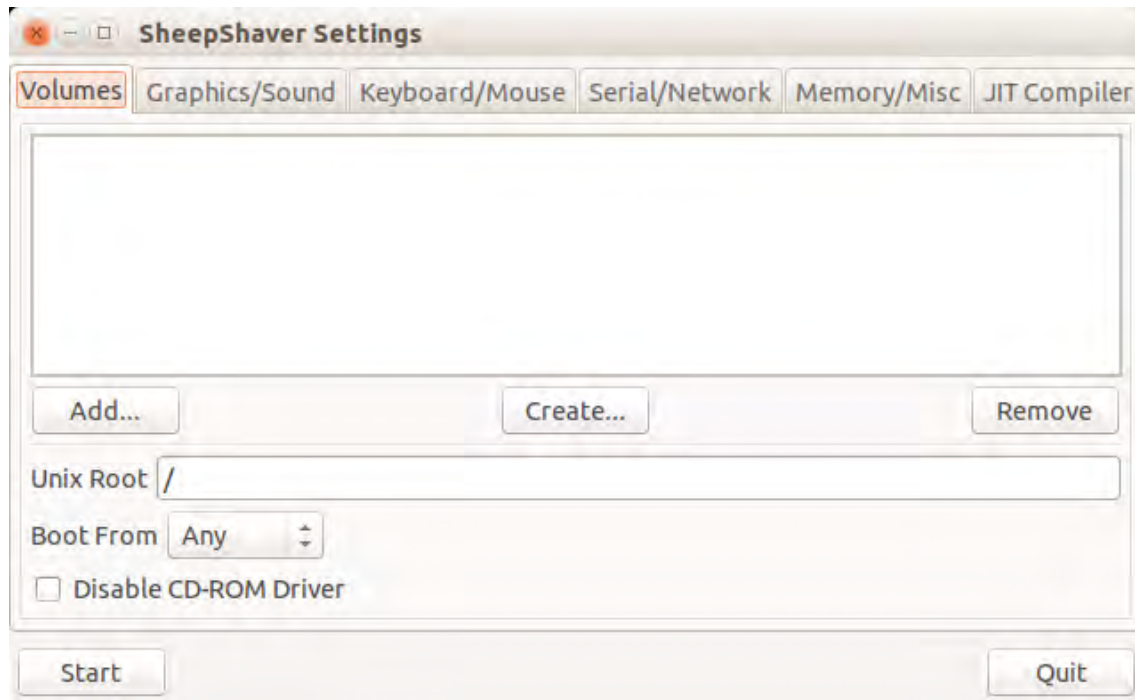 SheepShaver Settings
Volumes Graphics/Sound Keyboard/Mouse Serial/Network Memory/Misc JIT Compiler
Add... Create... Remove
Unix Root /
Boot From Any
Disable CD-ROM Driver
Start Quit